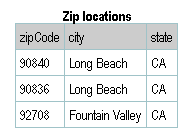 Zip locations
zipCode city state
90840 Long Beach CA
90836 Long Beach CA
92708 Fountain Valley CA